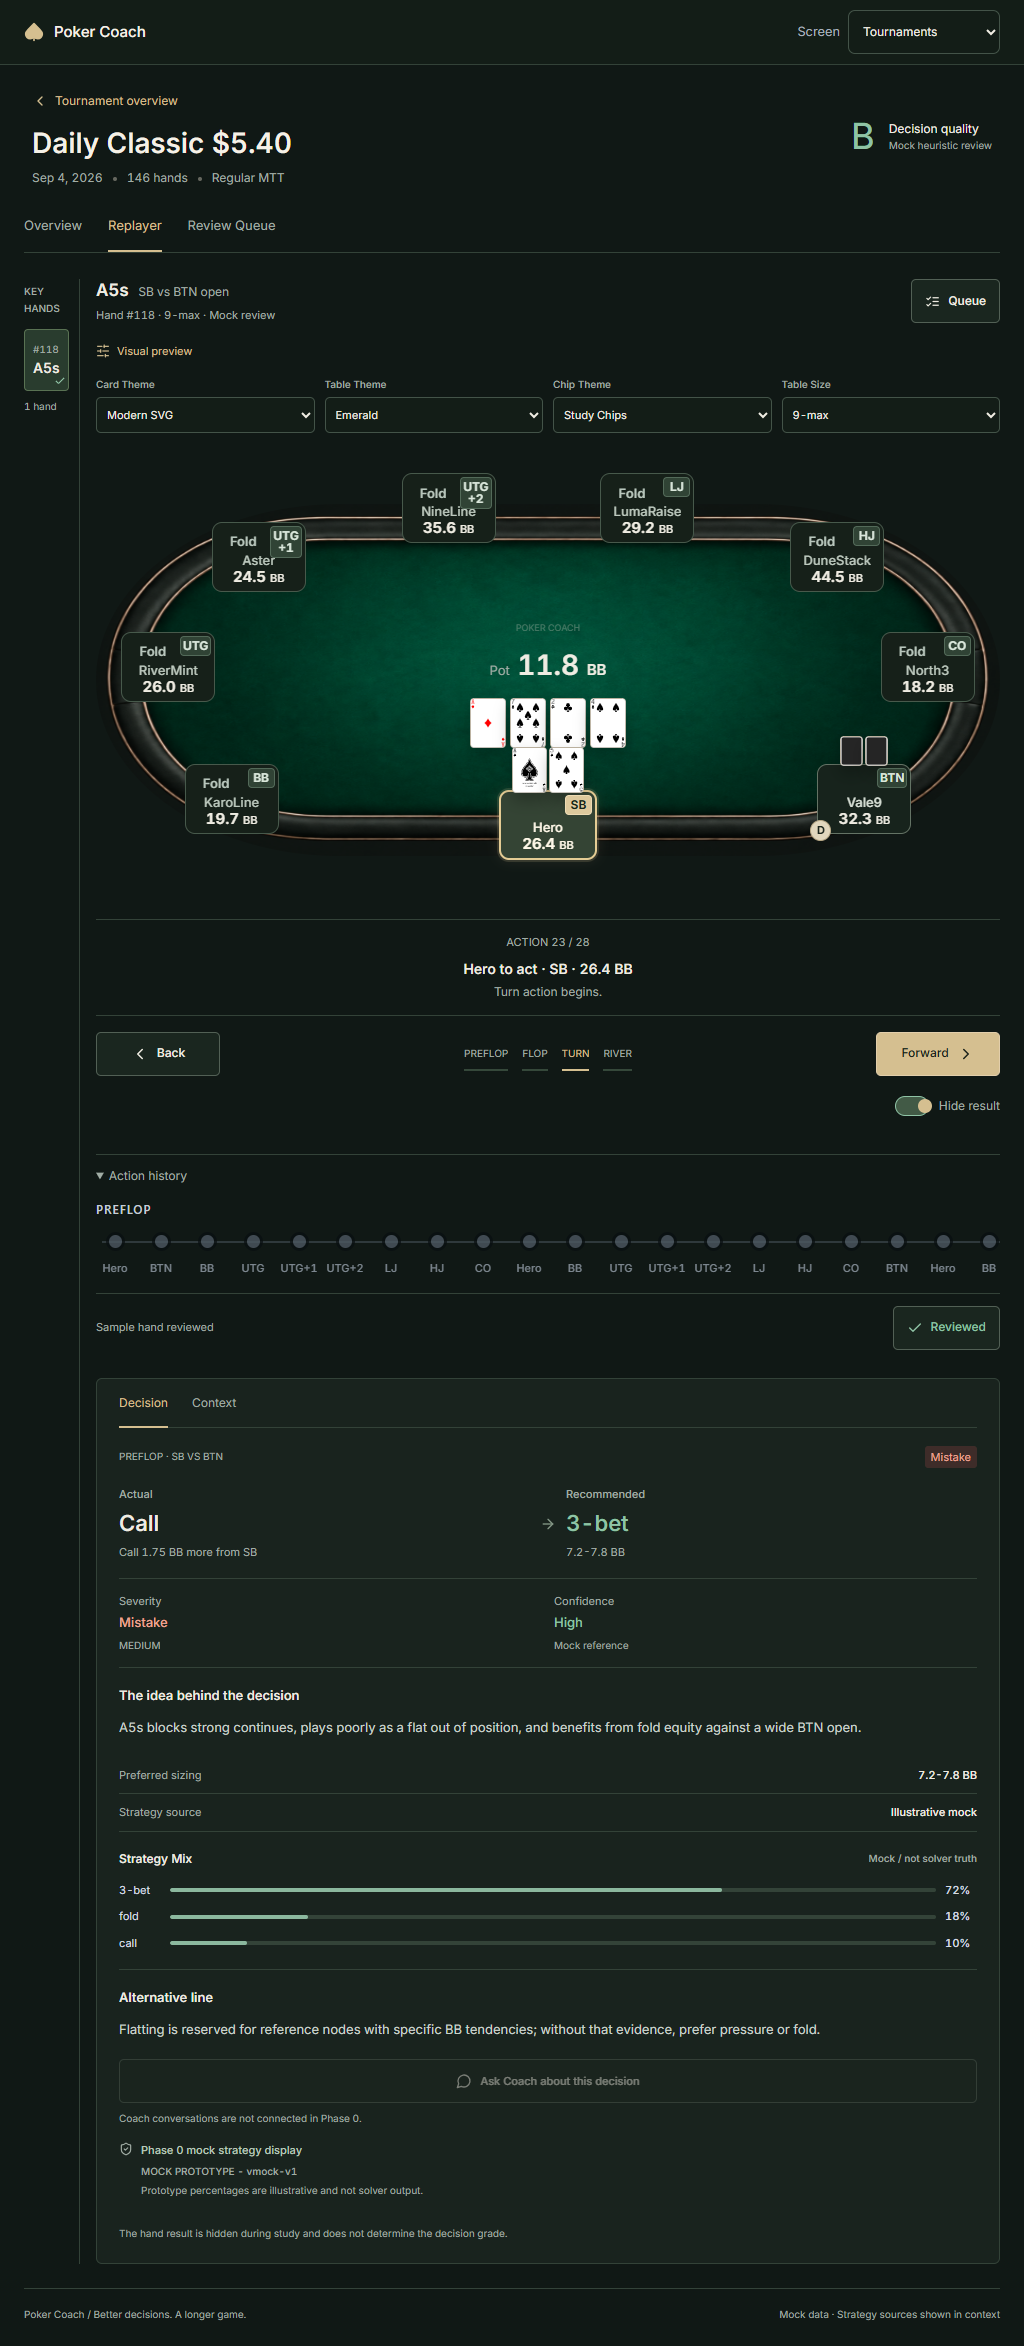 Poker Coach
Screen
Tournaments
Tournament overview
Daily Classic $5.40
Sep 4, 2026 • 146 hands • Regular MTT
B
Decision quality
Mock heuristic review
Overview
Replayer
Review Queue
KEY
HANDS
#118
A5s
1 hand
A5s SB vs BTN open
Hand #118 · 9-max · Mock review
Queue
Visual preview
Card Theme
Table Theme
Chip Theme
Table Size
Modern SVG
Emerald
Study Chips
9-max
Fold
UTG
+2
NineLine
35.6 BB
Fold
LJ
LumaRaise
29.2 BB
Fold
UTG
+1
Aster
24.5 BB
Fold
HJ
DuneStack
44.5 BB
Fold
UTG
RiverMint
26.0 BB
POKER COACH
Pot 11.8 BB
Fold
CO
North3
18.2 BB
Fold
BB
KaroLine
19.7 BB
SB
Hero
26.4 BB
BTN
Vale9
32.3 BB
D
ACTION 23 / 28
Hero to act · SB · 26.4 BB
Turn action begins.
Back
PREFLOP
FLOP
TURN
RIVER
Forward
Hide result
▼ Action history
PREFLOP
Hero BTN BB UTG UTG+1 UTG+2 LJ HJ CO Hero BB UTG UTG+1 UTG+2 LJ HJ CO BTN Hero BB
Sample hand reviewed
Reviewed
Decision
Context
PREFLOP · SB VS BTN
Mistake
Actual
Recommended
Call
→ 3-bet
Call 1.75 BB more from SB
7.2-7.8 BB
Severity
Confidence
Mistake
High
MEDIUM
Mock reference
The idea behind the decision
A5s blocks strong continues, plays poorly as a flat out of position, and benefits from fold equity against a wide BTN open.
Preferred sizing
7.2-7.8 BB
Strategy source
Illustrative mock
Strategy Mix
Mock / not solver truth
3-bet 72%
fold 18%
call 10%
Alternative line
Flatting is reserved for reference nodes with specific BB tendencies; without that evidence, prefer pressure or fold.
Ask Coach about this decision
Coach conversations are not connected in Phase 0.
Phase 0 mock strategy display
MOCK PROTOTYPE - vmock-v1
Prototype percentages are illustrative and not solver output.
The hand result is hidden during study and does not determine the decision grade.
Poker Coach / Better decisions. A longer game.
Mock data · Strategy sources shown in context